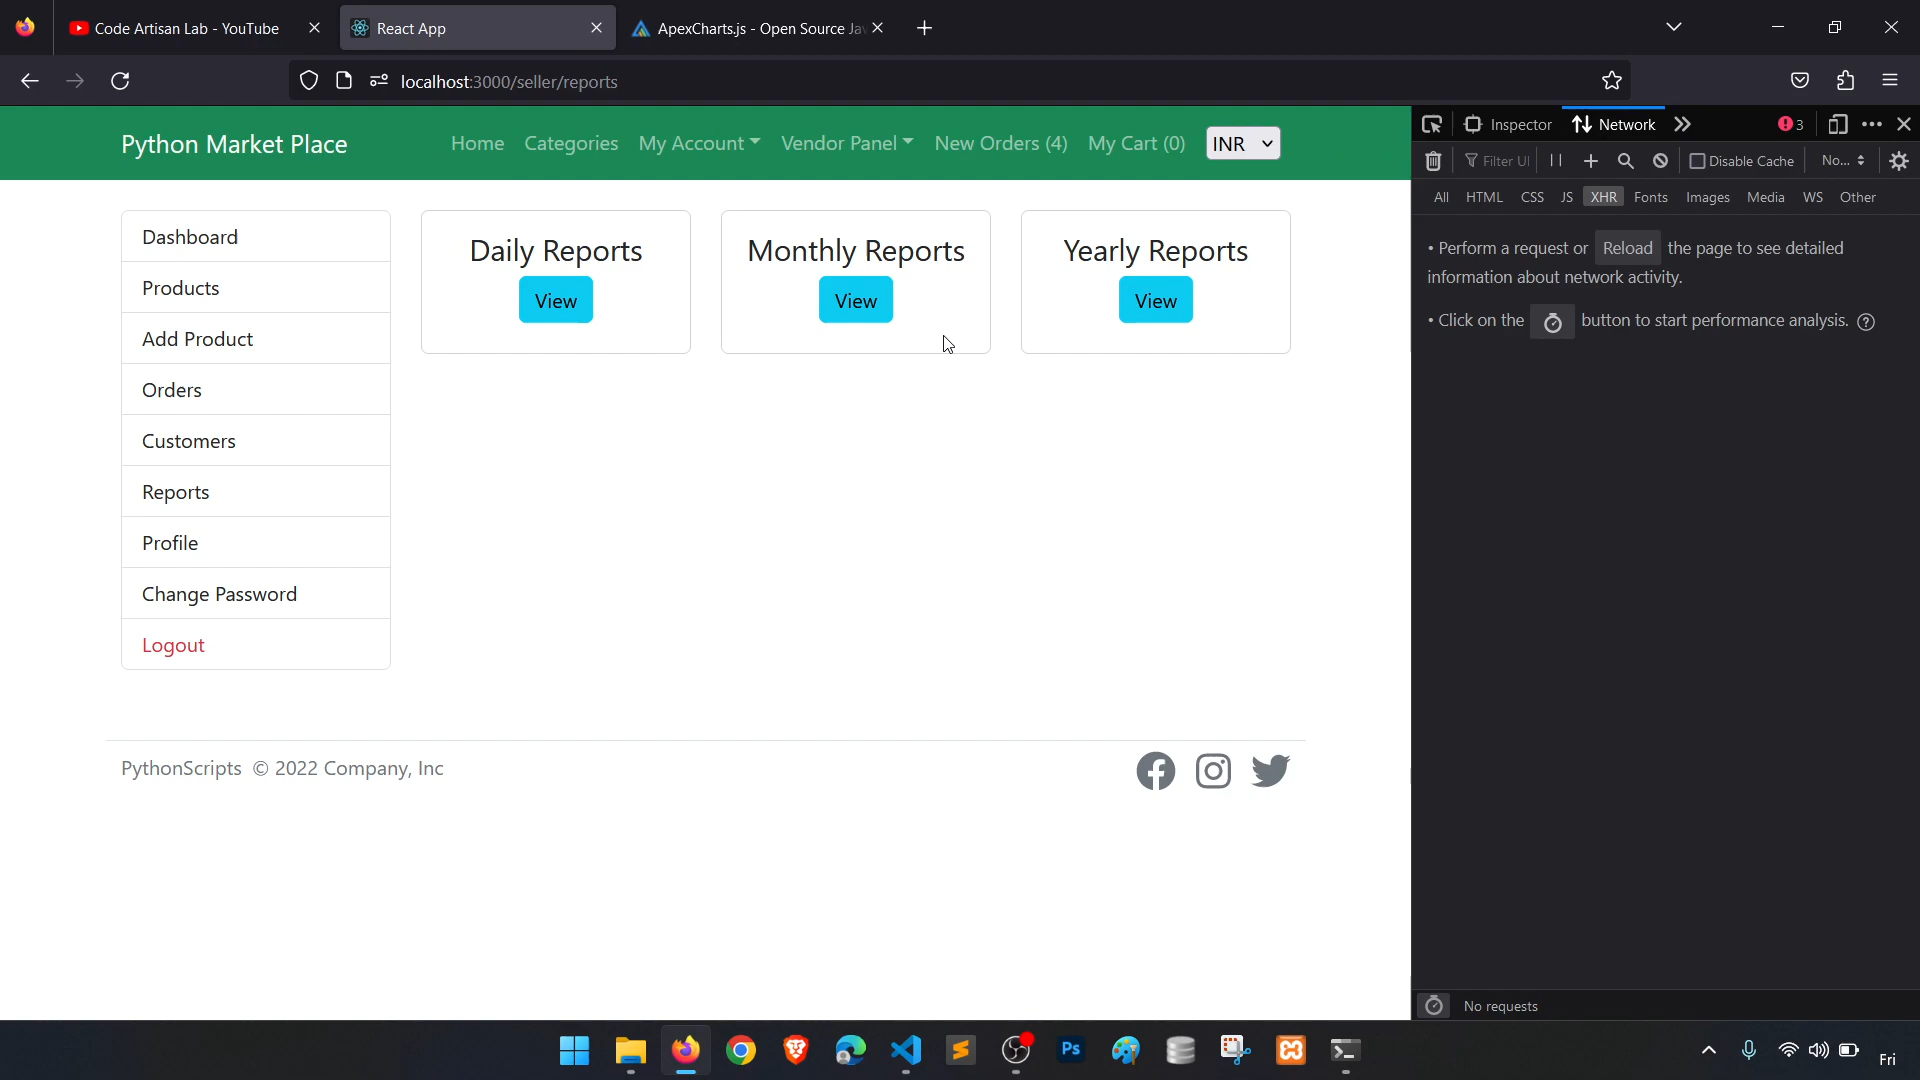 Code Artisan Lab - YouTube
React App
ApexCharts.js - Open Source Jav
localhost:3000/seller/reports
Python Market Place
Home
Categories
My Account
Vendor Panel
New Orders (4)
My Cart (0)
INR
Dashboard
Products
Add Product
Orders
Customers
Reports
Profile
Change Password
Logout
Daily Reports
View
Monthly Reports
View
Yearly Reports
View
PythonScripts © 2022 Company, Inc
Inspector
Network
3
Filter
Disable Cache
No...
All HTML CSS JS XHR Fonts Images Media WS Other
• Perform a request or Reload the page to see detailed
information about network activity.
• Click on the button to start performance analysis. ?
No requests
Ps
Fri